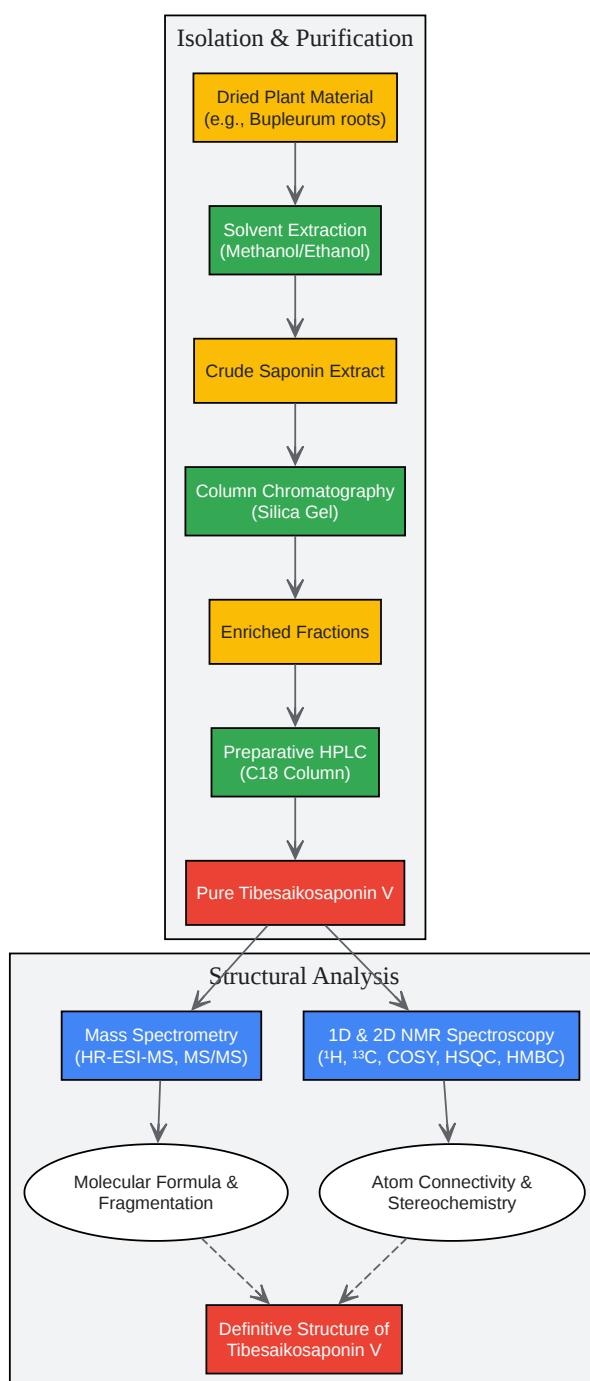 Isolation & Purification
Dried Plant Material
(e.g., Bupleurum roots)
Solvent Extraction
(Methanol/Ethanol)
Crude Saponin Extract
Column Chromatography
(Silica Gel)
Enriched Fractions
Preparative HPLC
(C18 Column)
Pure Tibesaikosaponin V
Structural Analysis
Mass Spectrometry
(HR-ESI-MS, MS/MS)
1D & 2D NMR Spectroscopy
(¹H, ¹³C, COSY, HSQC, HMBC)
Molecular Formula &
Fragmentation
Atom Connectivity &
Stereochemistry
Definitive Structure of
Tibesaikosaponin V